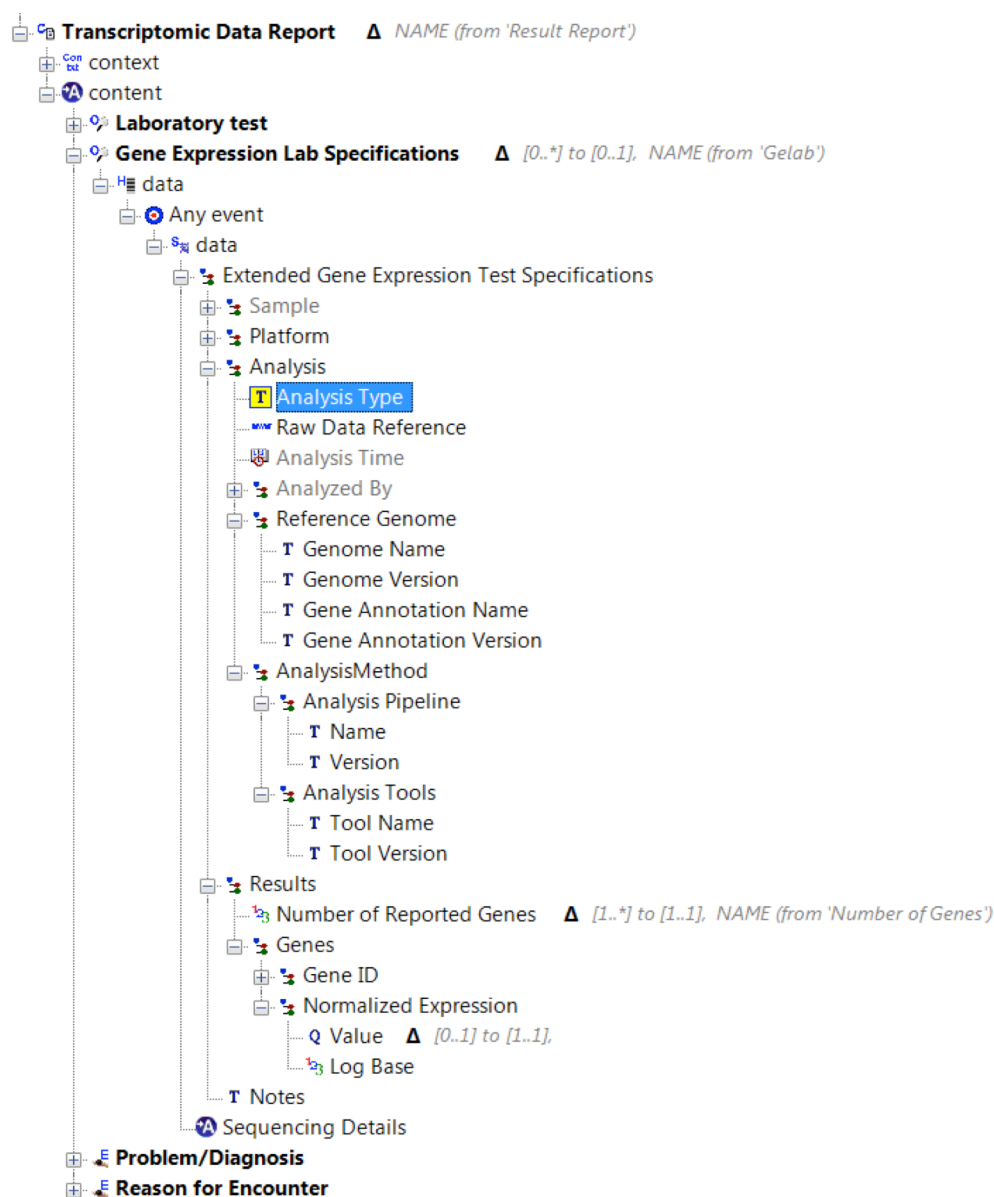 Transcriptomic Data Report Δ NAME (from 'Result Report')
context
content
Laboratory test
Gene Expression Lab Specifications Δ [0..*] to [0..1], NAME (from 'Gelab')
data
Any event
data
Extended Gene Expression Test Specifications
Sample
Platform
Analysis
T Analysis Type
Raw Data Reference
Analysis Time
Analyzed By
Reference Genome
T Genome Name
T Genome Version
T Gene Annotation Name
T Gene Annotation Version
AnalysisMethod
Analysis Pipeline
T Name
T Version
Analysis Tools
T Tool Name
T Tool Version
Results
Number of Reported Genes Δ [1..*] to [1..1], NAME (from 'Number of Genes')
Genes
Gene ID
Normalized Expression
Q Value Δ [0..1] to [1..1],
Log Base
T Notes
Sequencing Details
Problem/Diagnosis
Reason for Encounter